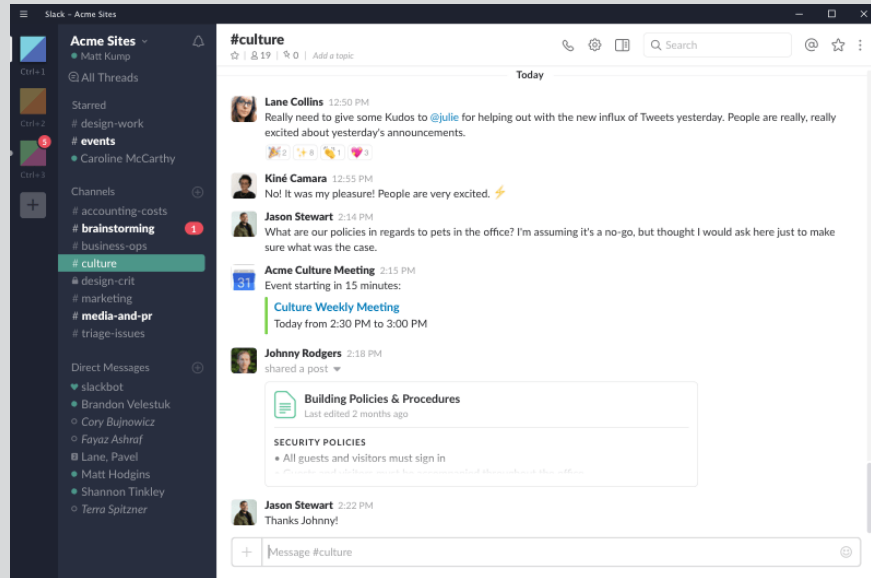 Slack - Acme Sites
Ctrl+1
Ctrl+2
5
Ctrl+3
Acme Sites
Matt Kump
All Threads
Starred
# design-work
# events
Caroline McCarthy
Channels
# accounting-costs
# brainstorming 1
# business-ops
# culture
design-crit
# marketing
# media-and-pr
# triage-issues
Direct Messages
slackbot
Brandon Velestuk
Cory Bujnowicz
Fayaz Ashraf
Lane, Pavel
Matt Hodgins
Shannon Tinkley
Terra Spitzner
#culture
19 | 0 | Add a topic
Search
Today
Lane Collins 12:50 PM
Really need to give some Kudos to @julie for helping out with the new influx of Tweets yesterday. People are really, really
excited about yesterday's announcements.
2 8 1 3
Kiné Camara 12:55 PM
No! It was my pleasure! People are very excited. ⚡
Jason Stewart 2:14 PM
What are our policies in regards to pets in the office? I'm assuming it's a no-go, but thought I would ask here just to make
sure what was the case.
31
Acme Culture Meeting 2:15 PM
Event starting in 15 minutes:
Culture Weekly Meeting
Today from 2:30 PM to 3:00 PM
Johnny Rodgers 2:18 PM
shared a post
Building Policies & Procedures
Last edited 2 months ago
SECURITY POLICIES
• All guests and visitors must sign in
Jason Stewart 2:22 PM
Thanks Johnny!
Message #culture